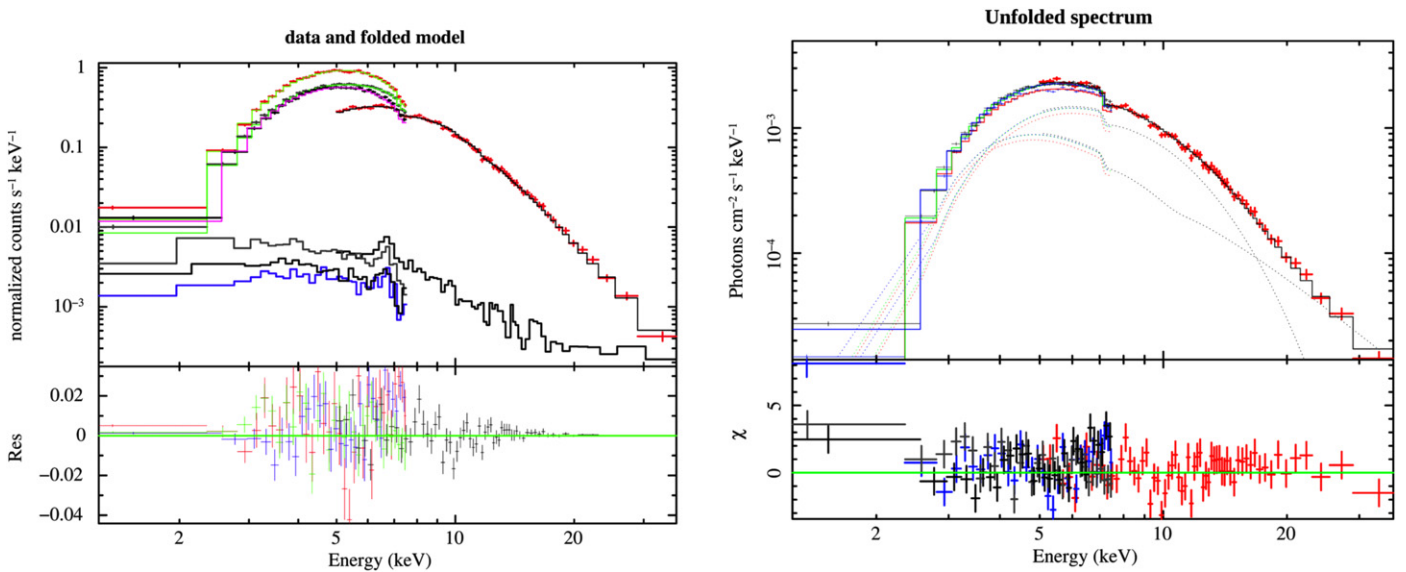 data and folded model
normalized counts s⁻¹ keV⁻¹
1
0.1
0.01
10⁻³
Res
0.02
0
−0.02
−0.04
2
5
10
20
Energy (keV)
Unfolded spectrum
Photons cm⁻² s⁻¹ keV⁻¹
10⁻³
10⁻⁴
χ
5
0
2
5
10
20
Energy (keV)